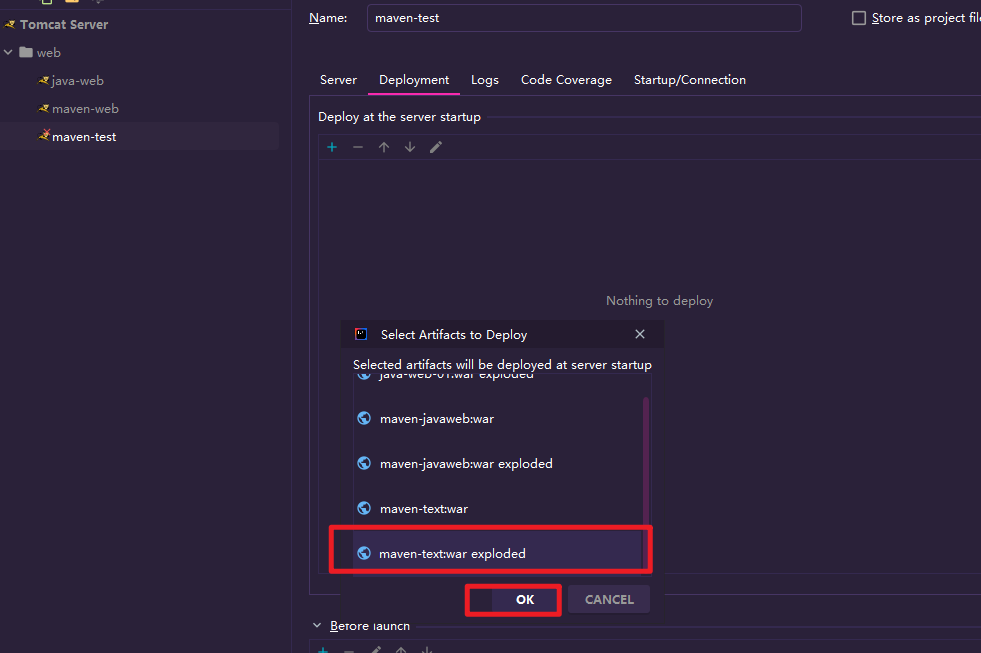 Tomcat Server
web
java-web
maven-web
maven-test
Name: maven-test
Store as project
Server Deployment Logs Code Coverage Startup/Connection
Deploy at the server startup
Nothing to deploy
Select Artifacts to Deploy
Selected artifacts will be deployed at server startup
java-web-01:war exploded
maven-javaweb:war
maven-javaweb:war exploded
maven-text:war
maven-text:war exploded
OK CANCEL
Before launch